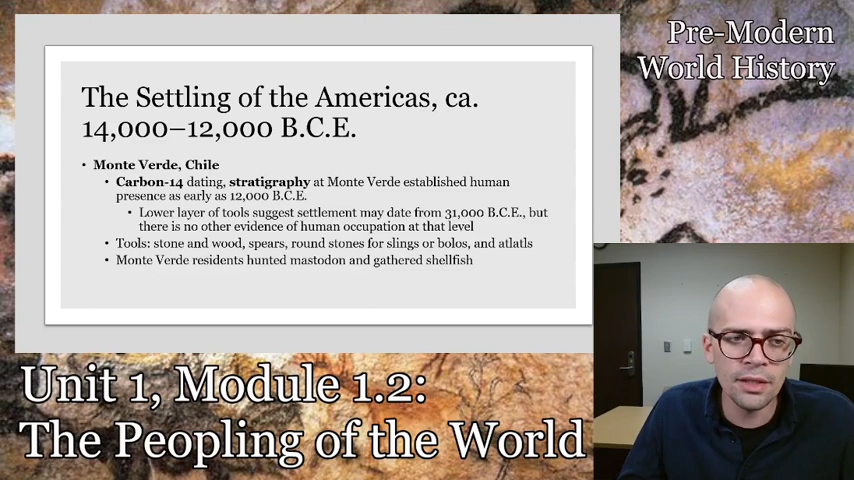 Pre-Modern
World History
The Settling of the Americas, ca.
14,000–12,000 B.C.E.
• Monte Verde, Chile
• Carbon-14 dating, stratigraphy at Monte Verde established human
presence as early as 12,000 B.C.E.
• Lower layer of tools suggest settlement may date from 31,000 B.C.E., but
there is no other evidence of human occupation at that level
• Tools: stone and wood, spears, round stones for slings or bolos, and atlatls
• Monte Verde residents hunted mastodon and gathered shellfish
Unit 1, Module 1.2:
The Peopling of the World